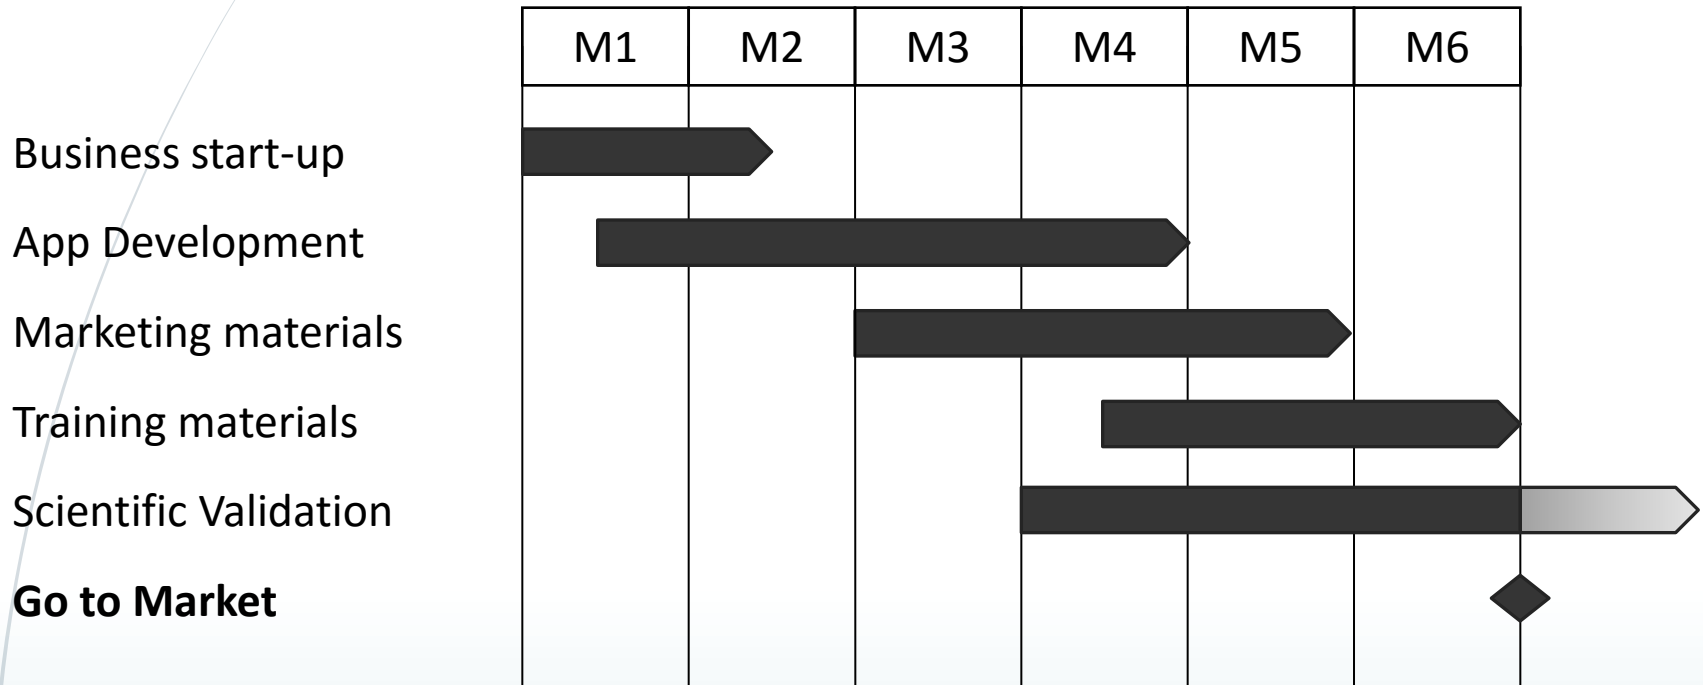 M1 M2 M3 M4 M5 M6
Business start-up
App Development
Marketing materials
Training materials
Scientific Validation
Go to Market